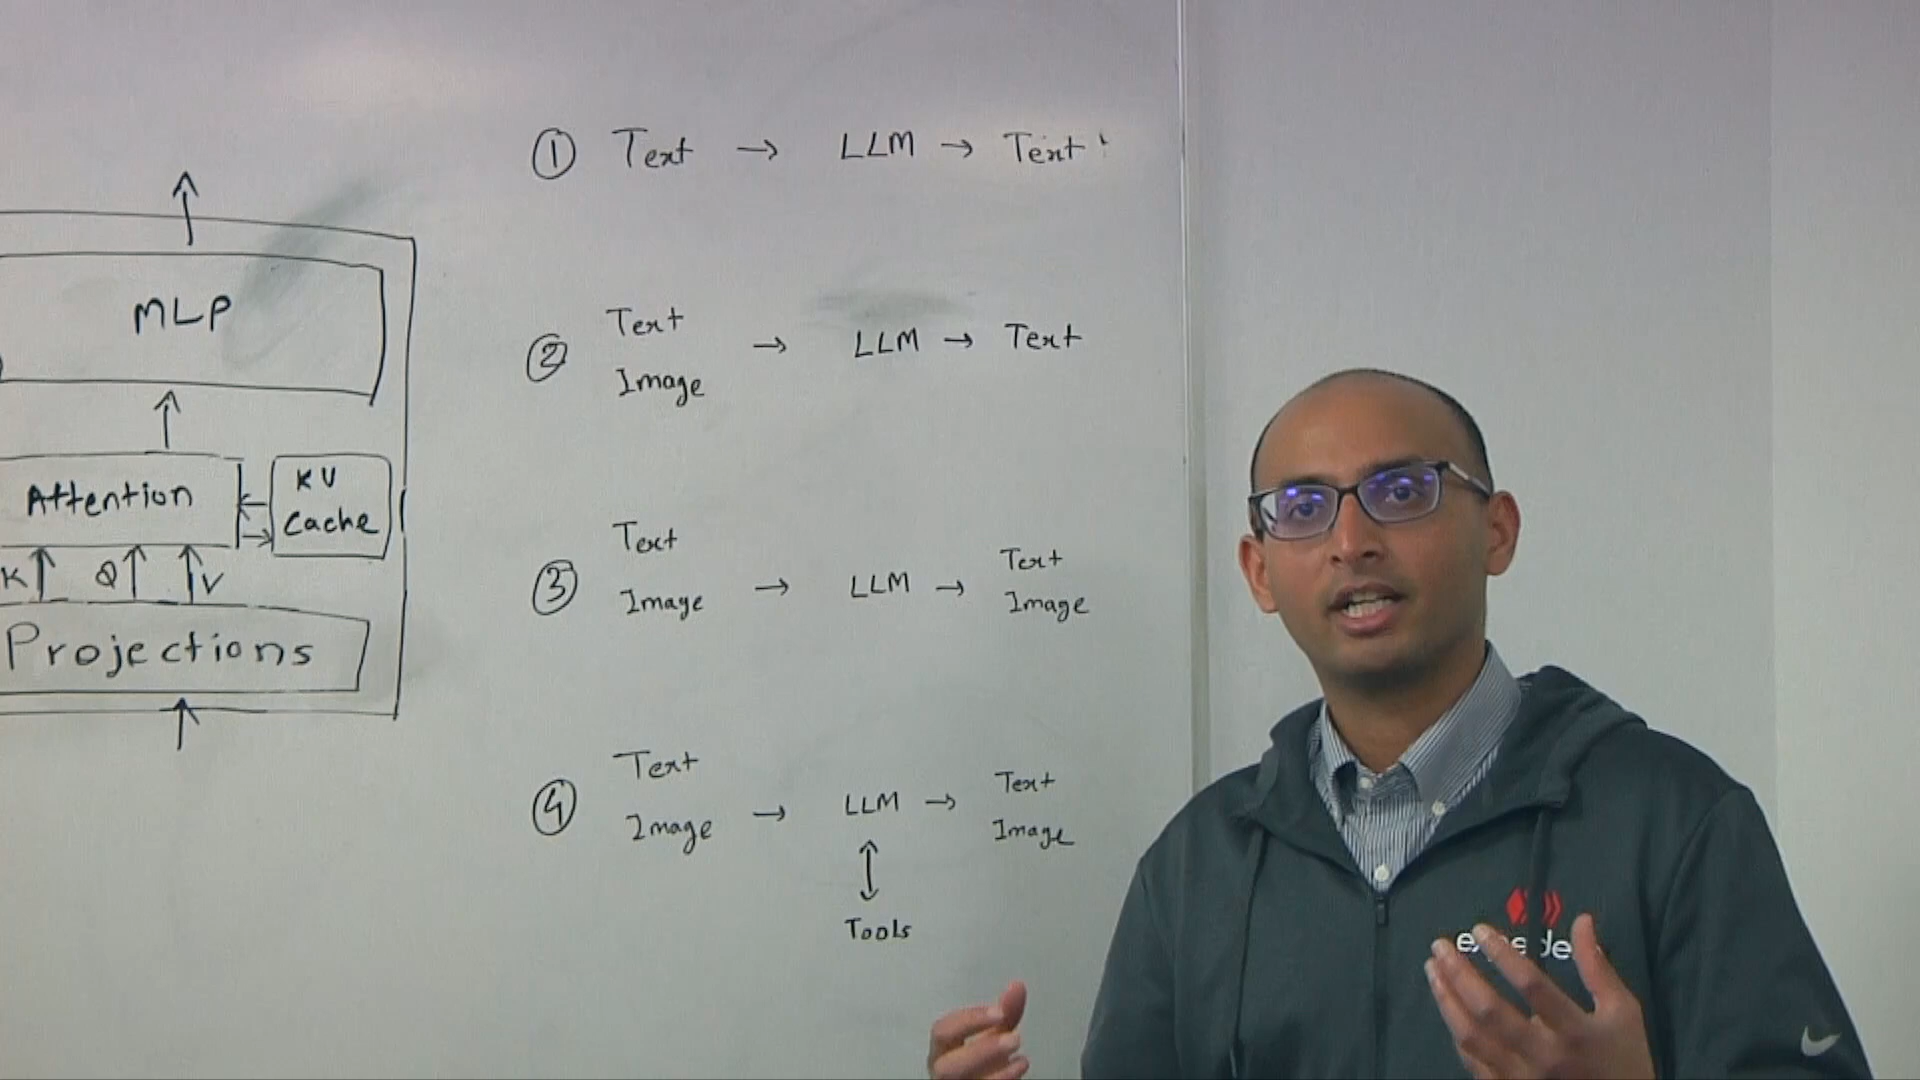 MLP
Attention
KV
Cache
K Q V
Projections
① Text → LLM → Text
② Text
Image → LLM → Text
③ Text
Image → LLM → Text
Image
④ Text
Image → LLM → Text
Image
Tools